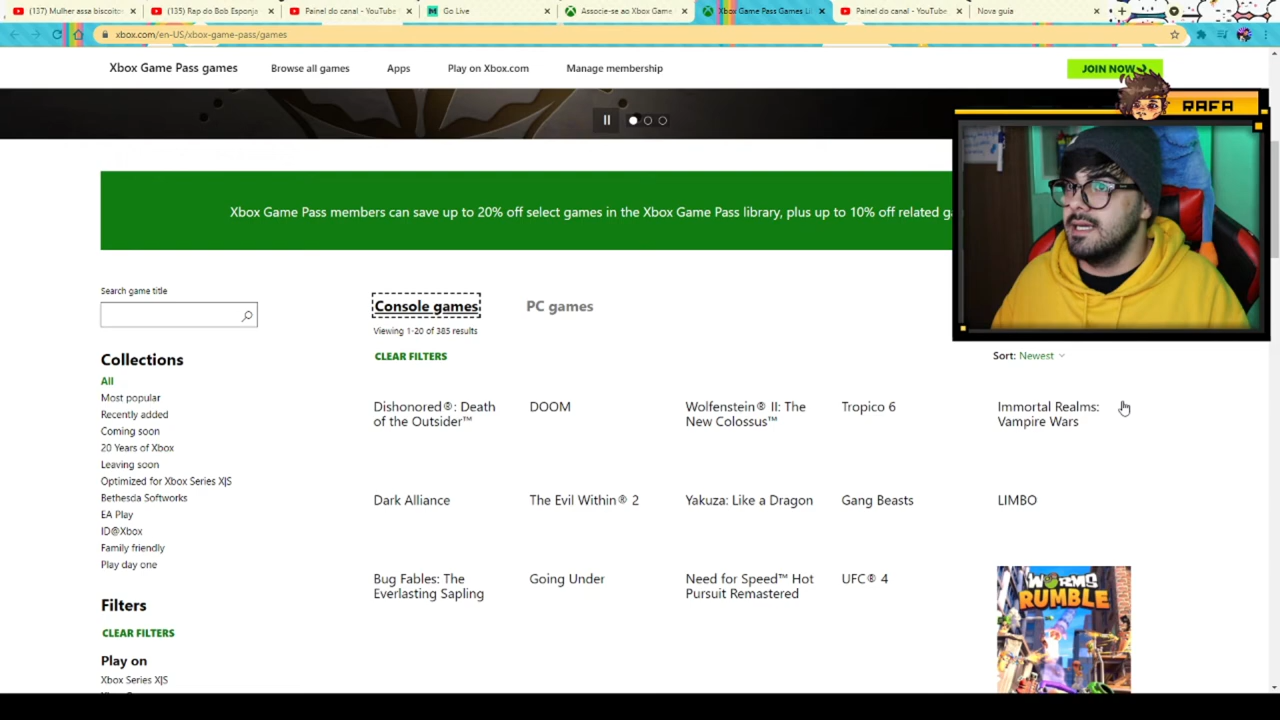 (137) Mulher assa biscoito
(135) Rap do Bob Esponja
Painel do canal - YouTube
Go Live
Associe-se ao Xbox Game
Xbox Game Pass Games Li
Painel do canal - YouTube
Nova guia
xbox.com/en-US/xbox-game-pass/games
Xbox Game Pass games
Browse all games
Apps
Play on Xbox.com
Manage membership
JOIN NOW
RAFA
Xbox Game Pass members can save up to 20% off select games in the Xbox Game Pass library, plus up to 10% off related ga
Search game title
Console games
PC games
Viewing 1-20 of 385 results
CLEAR FILTERS
Sort: Newest
Collections
All
Most popular
Recently added
Coming soon
20 Years of Xbox
Leaving soon
Optimized for Xbox Series X|S
Bethesda Softworks
EA Play
ID@Xbox
Family friendly
Play day one
Filters
CLEAR FILTERS
Play on
Xbox Series X|S
Dishonored®: Death
of the Outsider™
DOOM
Wolfenstein® II: The
New Colossus™
Tropico 6
Immortal Realms:
Vampire Wars
Dark Alliance
The Evil Within® 2
Yakuza: Like a Dragon
Gang Beasts
LIMBO
Bug Fables: The
Everlasting Sapling
Going Under
Need for Speed™ Hot
Pursuit Remastered
UFC® 4
WORMS
RUMBLE